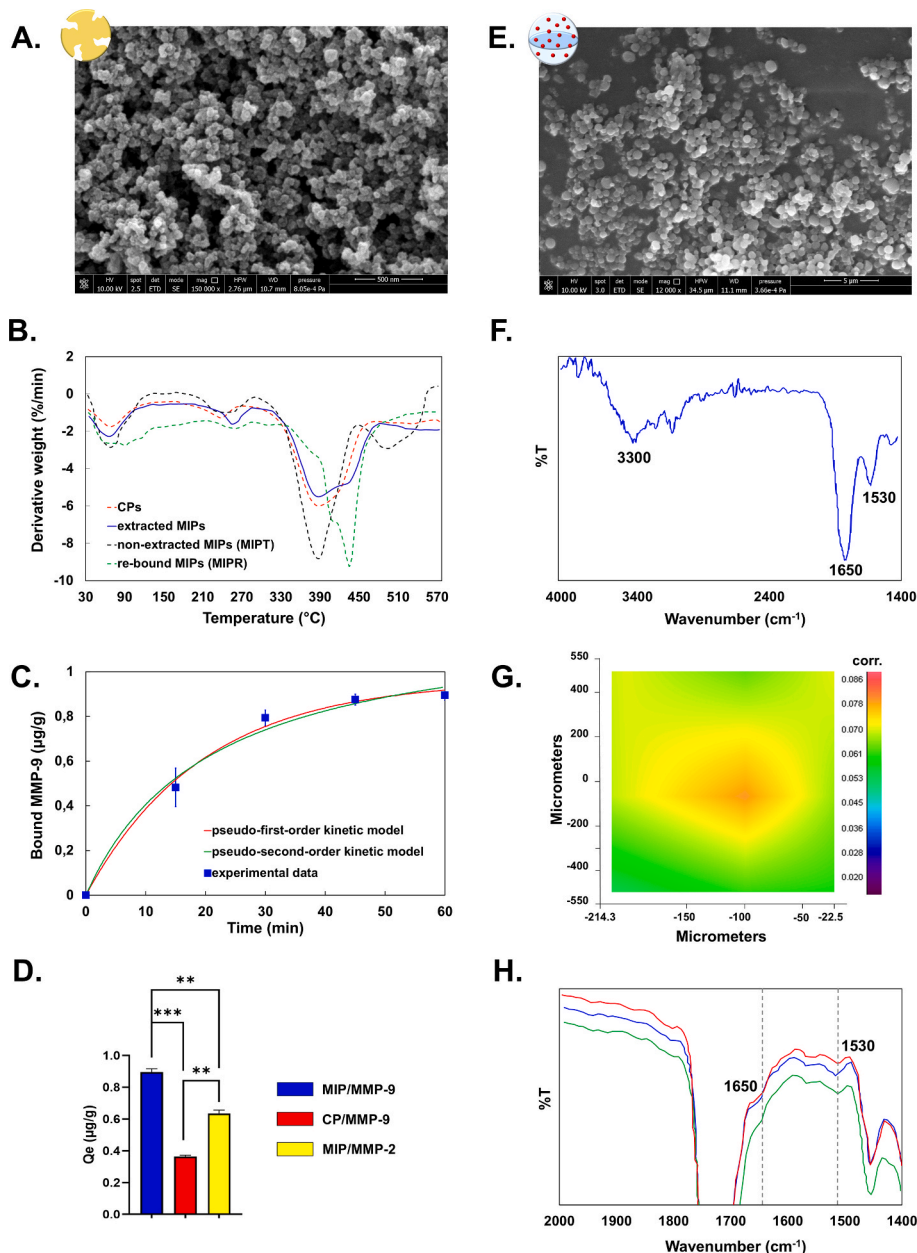 A.
HV spot det mode mag □ HFW WD pressure 500 nm
10.00 kV 2.5 ETD SE 150 000 x 2.76 µm 10.7 mm 8.05e-4 Pa
E.
HV spot det mode mag □ HFW WD pressure 5 µm
10.00 kV 3.0 ETD SE 12 000 x 34.5 µm 11.1 mm 3.66e-4 Pa
B.
Derivative weight (%/min)
2
0
-2
-4
-6
-8
-10
CPs
extracted MIPs
non-extracted MIPs (MIPT)
re-bound MIPs (MIPR)
30 90 150 210 270 330 390 450 510 570
Temperature (°C)
F.
%T
3300
1530
1650
4000 3400 2400 1400
Wavenumber (cm-1)
C.
Bound MMP-9 (µg/g)
1
0,8
0,6
0,4
0,2
0
pseudo-first-order kinetic model
pseudo-second-order kinetic model
experimental data
0 10 20 30 40 50 60
Time (min)
G.
corr.
Micrometers
550
400
200
0
-200
-400
-550
-214.3 -150 -100 -50 -22.5
Micrometers
0.086
0.078
0.069
0.061
0.053
0.045
0.036
0.028
0.020
D.
Qe (µg/g)
1.0
0.8
0.6
0.4
0.2
0.0
**
***
**
MIP/MMP-9
CP/MMP-9
MIP/MMP-2
H.
%T
1650
1530
2000 1900 1800 1700 1600 1500 1400
Wavenumber (cm-1)